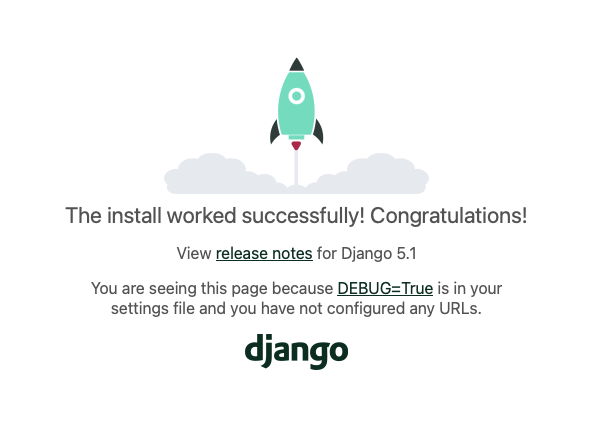 The install worked successfully! Congratulations!
View release notes for Django 5.1
You are seeing this page because DEBUG=True is in your
settings file and you have not configured any URLs.
django